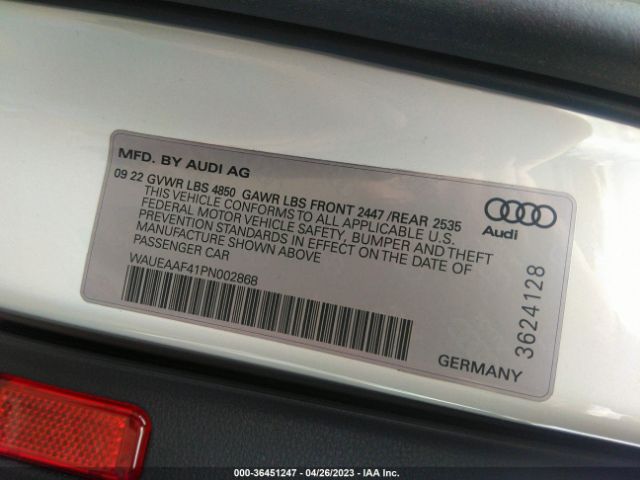 MFD. BY AUDI AG
09 22 GVWR LBS 4850 GAWR LBS FRONT 2447 /REAR 2535
THIS VEHICLE CONFORMS TO ALL APPLICABLE U.S.
FEDERAL MOTOR VEHICLE SAFETY, BUMPER AND THEFT
PREVENTION STANDARDS IN EFFECT ON THE DATE OF
MANUFACTURE SHOWN ABOVE
PASSENGER CAR
WAUEAAF41PN002868
Audi
3624128
GERMANY
000-36451247 - 04/26/2023 - IAA Inc.